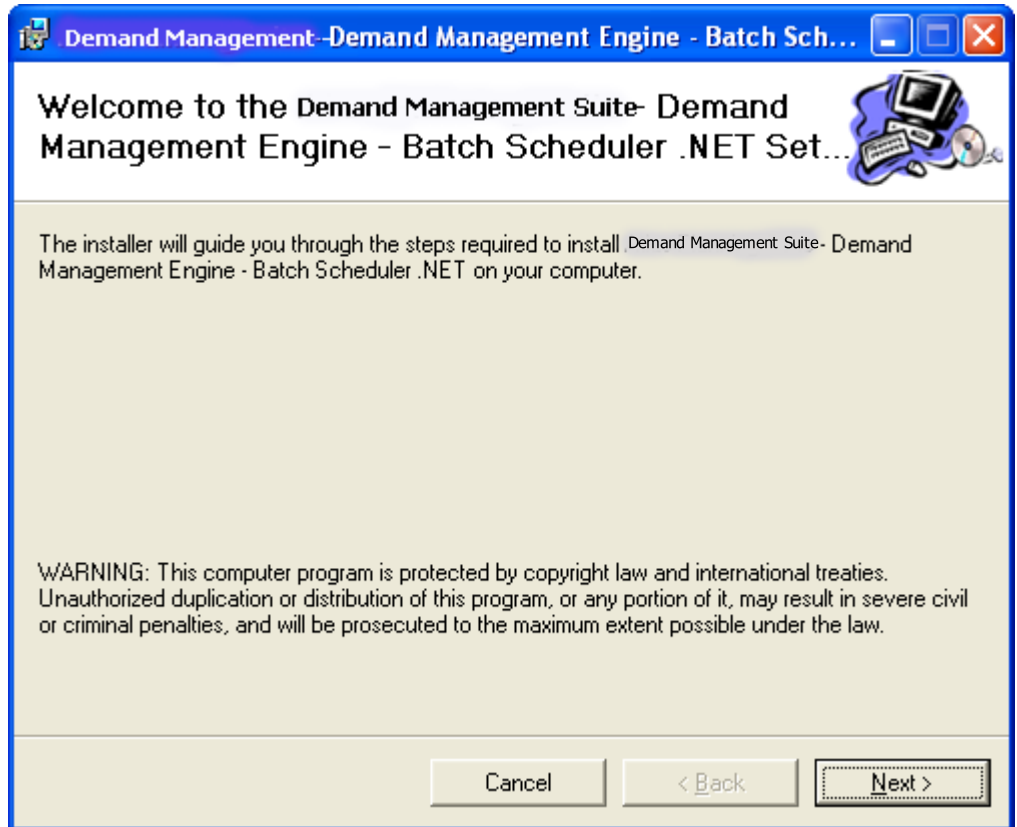 Demand Management--Demand Management Engine - Batch Sch...
Welcome to the Demand Management Suite- Demand
Management Engine - Batch Scheduler .NET Set...
The installer will guide you through the steps required to install Demand Management Suite- Demand
Management Engine - Batch Scheduler .NET on your computer.
WARNING: This computer program is protected by copyright law and international treaties.
Unauthorized duplication or distribution of this program, or any portion of it, may result in severe civil
or criminal penalties, and will be prosecuted to the maximum extent possible under the law.
Cancel
< Back
Next >